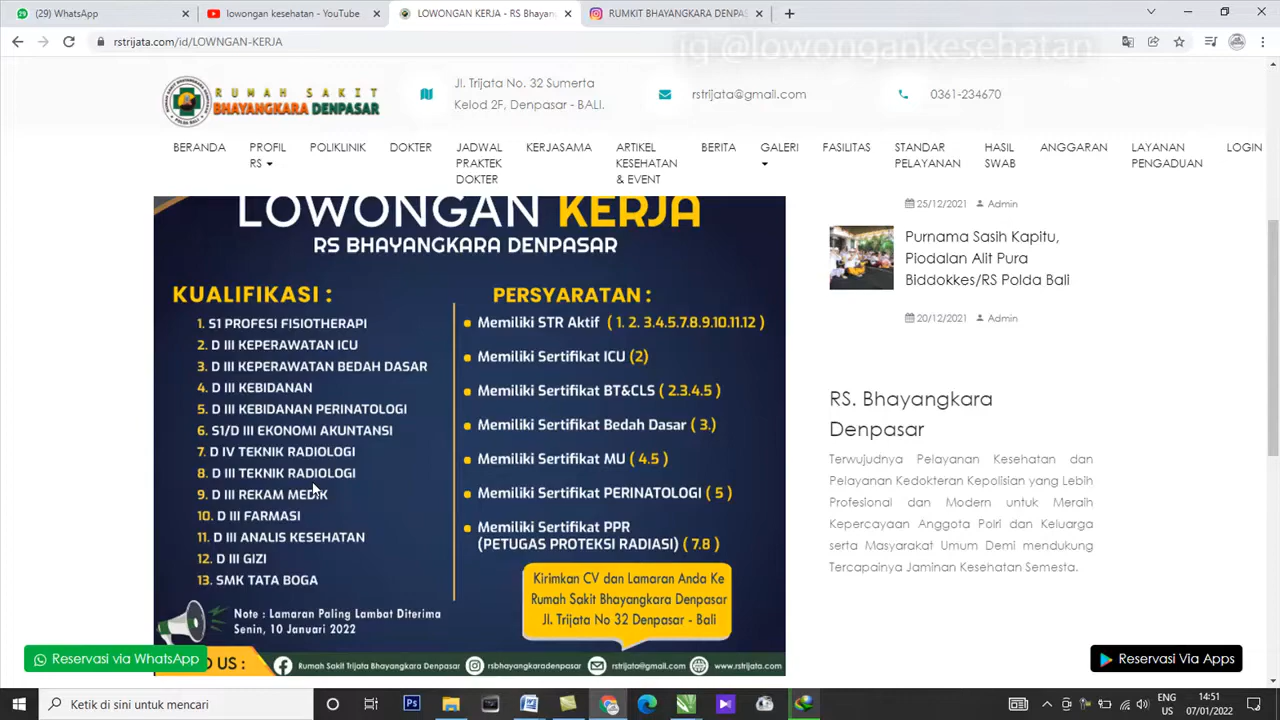 (29) WhatsApp
lowongan kesehatan - YouTube
LOWONGAN KERJA - RS Bhayang
RUMKIT BHAYANGKARA DENPAS
rstrijata.com/id/LOWNGAN-KERJA
ig @lowongankesehatan
RUMAH SAKIT
BHAYANGKARA DENPASAR
Jl. Trijata No. 32 Sumerta
Kelod 2F, Denpasar - BALI.
rstrijata@gmail.com
0361-234670
BERANDA
PROFIL
RS
POLIKLINIK
DOKTER
JADWAL
PRAKTEK
DOKTER
KERJASAMA
ARTIKEL
KESEHATAN
& EVENT
BERITA
GALERI
FASILITAS
STANDAR
PELAYANAN
HASIL
SWAB
ANGGARAN
LAYANAN
PENGADUAN
LOGIN
LOWONGAN KERJA
RS BHAYANGKARA DENPASAR
KUALIFIKASI :
1. S1 PROFESI FISIOTHERAPI
2. D III KEPERAWATAN ICU
3. D III KEPERAWATAN BEDAH DASAR
4. D III KEBIDANAN
5. D III KEBIDANAN PERINATOLOGI
6. S1/D III EKONOMI AKUNTANSI
7. D IV TEKNIK RADIOLOGI
8. D III TEKNIK RADIOLOGI
9. D III REKAM MEDIK
10. D III FARMASI
11. D III ANALIS KESEHATAN
12. D III GIZI
13. SMK TATA BOGA
Note : Lamaran Paling Lambat Diterima
Senin, 10 Januari 2022
PERSYARATAN :
Memiliki STR Aktif ( 1. 2. 3.4.5.7.8.9.10.11.12 )
Memiliki Sertifikat ICU (2)
Memiliki Sertifikat BT&CLS ( 2.3.4.5 )
Memiliki Sertifikat Bedah Dasar ( 3.)
Memiliki Sertifikat MU ( 4.5 )
Memiliki Sertifikat PERINATOLOGI ( 5 )
Memiliki Sertifikat PPR
(PETUGAS PROTEKSI RADIASI) ( 7.8 )
Kirimkan CV dan Lamaran Anda Ke
Rumah Sakit Bhayangkara Denpasar
Jl. Trijata No 32 Denpasar - Bali
US :
Rumah Sakit Trijata Bhayangkara Denpasar
rsbhayangkaradenpasar
rstrijata@gmail.com
www.rstrijata.com
25/12/2021 Admin
Purnama Sasih Kapitu,
Piodalan Alit Pura
Biddokkes/RS Polda Bali
20/12/2021 Admin
RS. Bhayangkara
Denpasar
Terwujudnya Pelayanan Kesehatan dan
Pelayanan Kedokteran Kepolisian yang Lebih
Profesional dan Modern untuk Meraih
Kepercayaan Anggota Polri dan Keluarga
serta Masyarakat Umum Demi mendukung
Tercapainya Jaminan Kesehatan Semesta.
Reservasi via WhatsApp
Reservasi Via Apps
Ketik di sini untuk mencari
ENG
US
14:51
07/01/2022